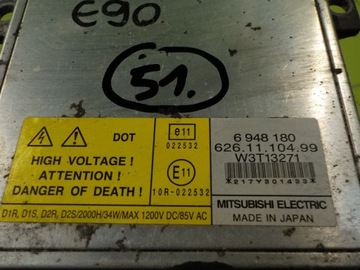 E90
51.
DOT
HIGH VOLTAGE !
ATTENTION !
DANGER OF DEATH !
e11
022532
E11
10R-022532
D1R, D1S, D2R, D2S/2000H/34W/MAX 1200V DC/85V AC
6 948 180
626.11.104.99
W3T13271
*217Y301433*
MITSUBISHI ELECTRIC
MADE IN JAPAN